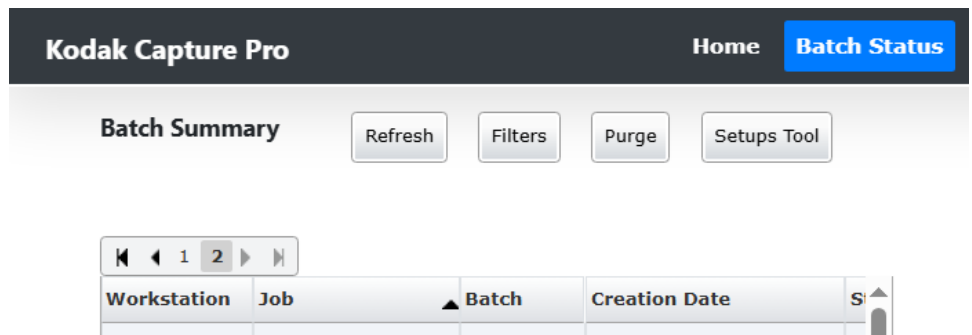 Kodak Capture Pro Home Batch Status
Batch Summary Refresh Filters Purge Setups Tool
1 2
Workstation Job Batch Creation Date